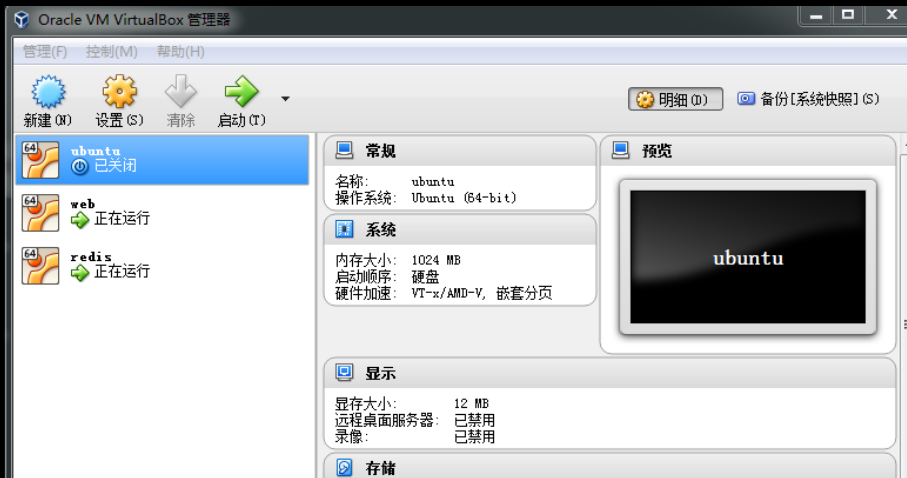 Oracle VM VirtualBox 管理器
管理(F) 控制(M) 帮助(H)
新建(N) 设置(S) 清除 启动(T) 明细(D) 备份[系统快照](S)
64 ubuntu
已关闭
64 web
正在运行
64 redis
正在运行
常规
名称: ubuntu
操作系统: Ubuntu (64-bit)
系统
内存大小: 1024 MB
启动顺序: 硬盘
硬件加速: VT-x/AMD-V, 嵌套分页
预览
ubuntu
显示
显存大小: 12 MB
远程桌面服务器: 已禁用
录像: 已禁用
存储